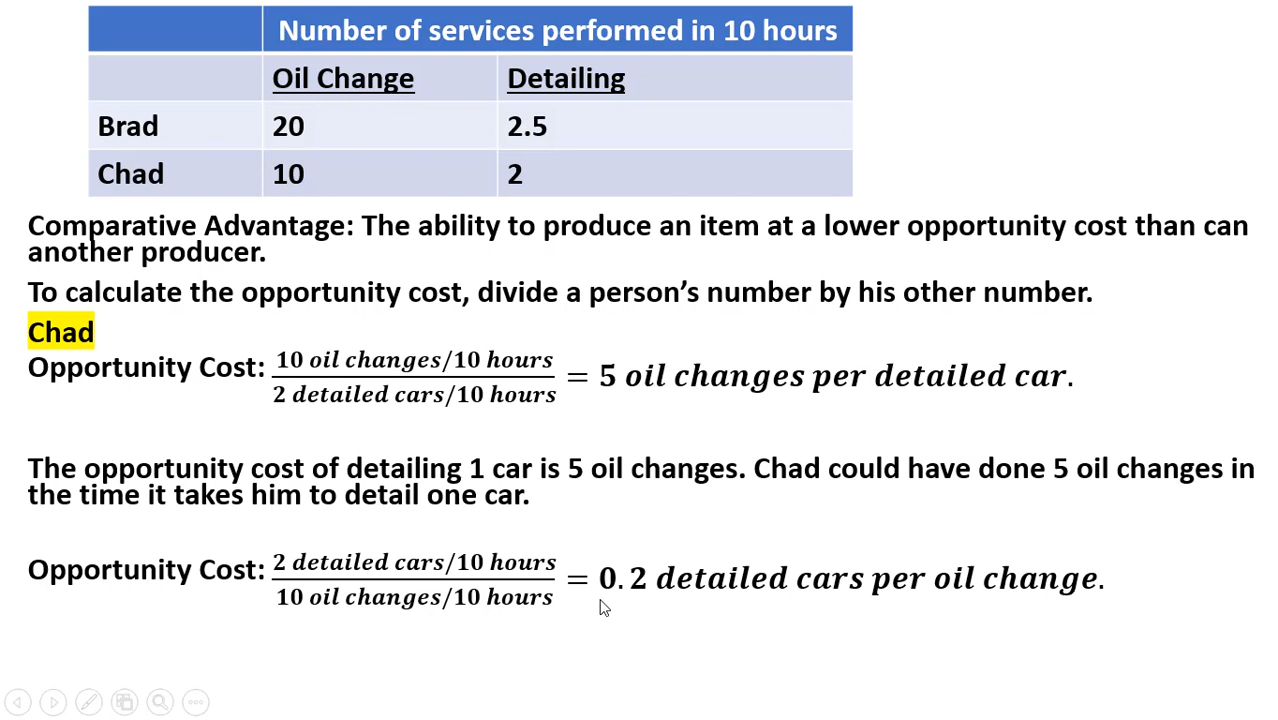 Number of services performed in 10 hours
Oil Change Detailing
Brad 20 2.5
Chad 10 2
Comparative Advantage: The ability to produce an item at a lower opportunity cost than can
another producer.
To calculate the opportunity cost, divide a person's number by his other number.
Chad
Opportunity Cost: 10 oil changes/10 hours
2 detailed cars/10 hours = 5 oil changes per detailed car.
The opportunity cost of detailing 1 car is 5 oil changes. Chad could have done 5 oil changes in
the time it takes him to detail one car.
Opportunity Cost: 2 detailed cars/10 hours
10 oil changes/10 hours = 0.2 detailed cars per oil change.